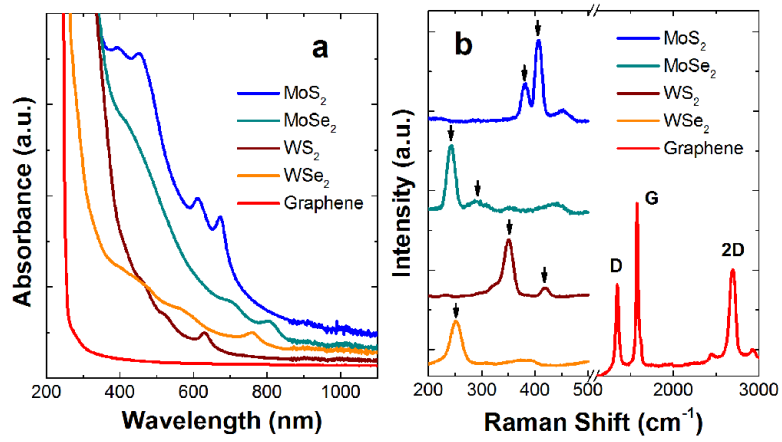 a
MoS₂
MoSe₂
WS₂
WSe₂
Graphene
Absorbance (a.u.)
200 400 600 800 1000
Wavelength (nm)
b
MoS₂
MoSe₂
WS₂
WSe₂
Graphene
D
G
2D
Intensity (a.u.)
200 300 400 500 2000 3000
Raman Shift (cm⁻¹)